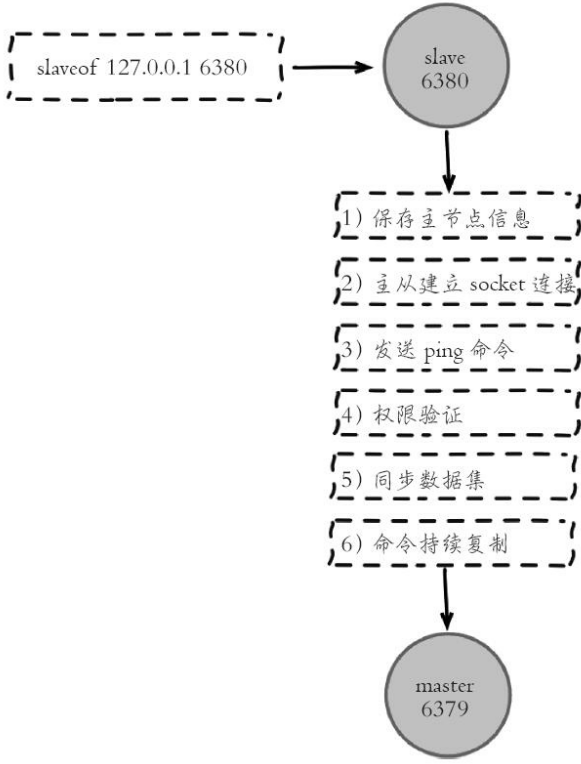 slaveof 127.0.0.1 6380
slave
6380
1) 保存主节点信息
2) 主从建立 socket 连接
3) 发送 ping 命令
4) 权限验证
5) 同步数据集
6) 命令持续复制
master
6379